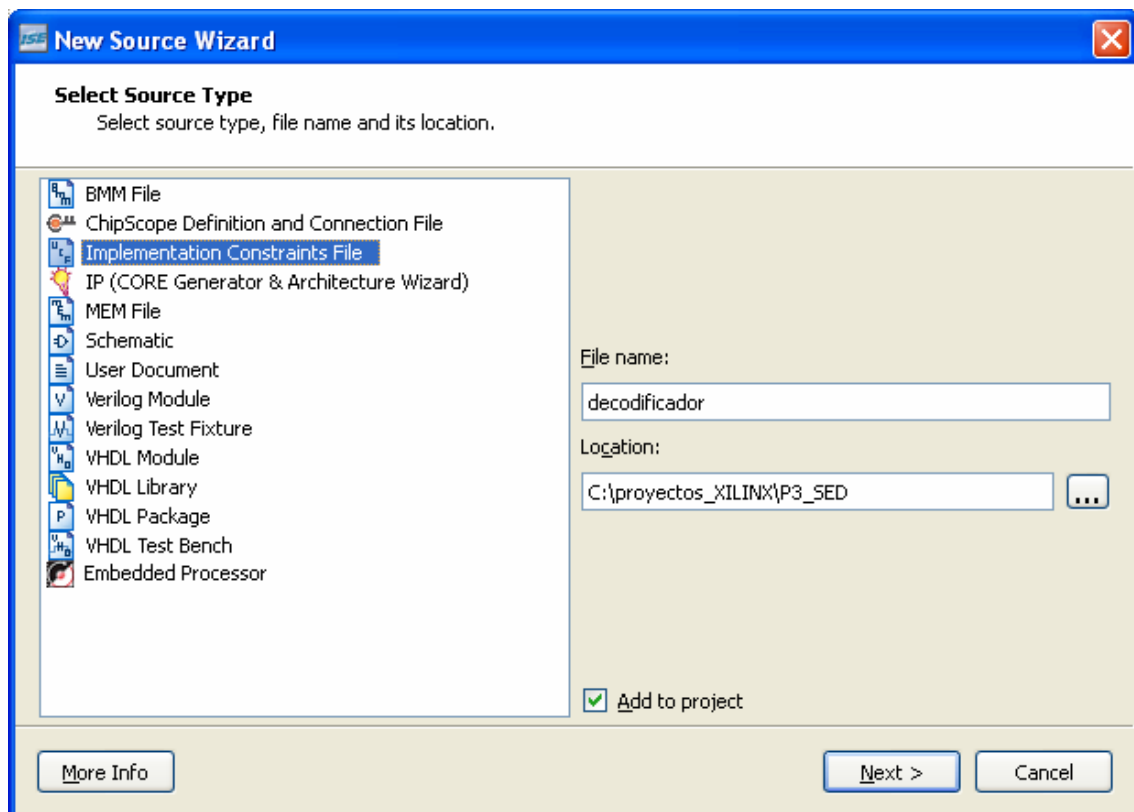 ISE New Source Wizard
Select Source Type
Select source type, file name and its location.
BMM File
ChipScope Definition and Connection File
Implementation Constraints File
IP (CORE Generator & Architecture Wizard)
MEM File
Schematic
User Document
Verilog Module
Verilog Test Fixture
VHDL Module
VHDL Library
VHDL Package
VHDL Test Bench
Embedded Processor
File name:
decodificador
Location:
C:\proyectos_XILINX\P3_SED
...
Add to project
More Info
Next >
Cancel